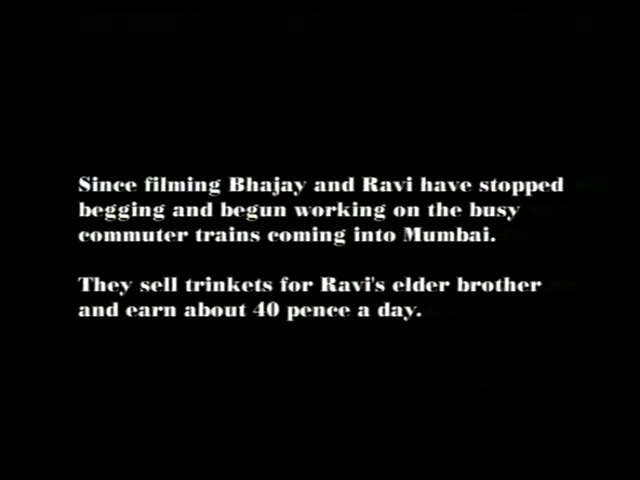 Since filming Bhajay and Ravi have stopped
begging and begun working on the busy
commuter trains coming into Mumbai.
They sell trinkets for Ravi's elder brother
and earn about 40 pence a day.